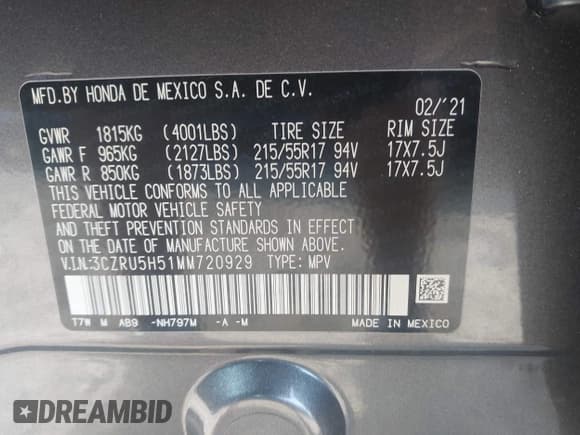 MFD.BY HONDA DE MEXICO S.A. DE C.V.
02/'21
GVWR 1815KG (4001LBS) TIRE SIZE RIM SIZE
GAWR F 965KG (2127LBS) 215/55R17 94V 17X7.5J
GAWR R 850KG (1873LBS) 215/55R17 94V 17X7.5J
THIS VEHICLE CONFORMS TO ALL APPLICABLE
FEDERAL MOTOR VEHICLE SAFETY
AND THEFT PREVENTION STANDARDS IN EFFECT
ON THE DATE OF MANUFACTURE SHOWN ABOVE.
V.I.N.:3CZRU5H51MM720929 TYPE: MPV
T7W M AB9 -NH797M -A -M
MADE IN MEXICO
DREAMBID